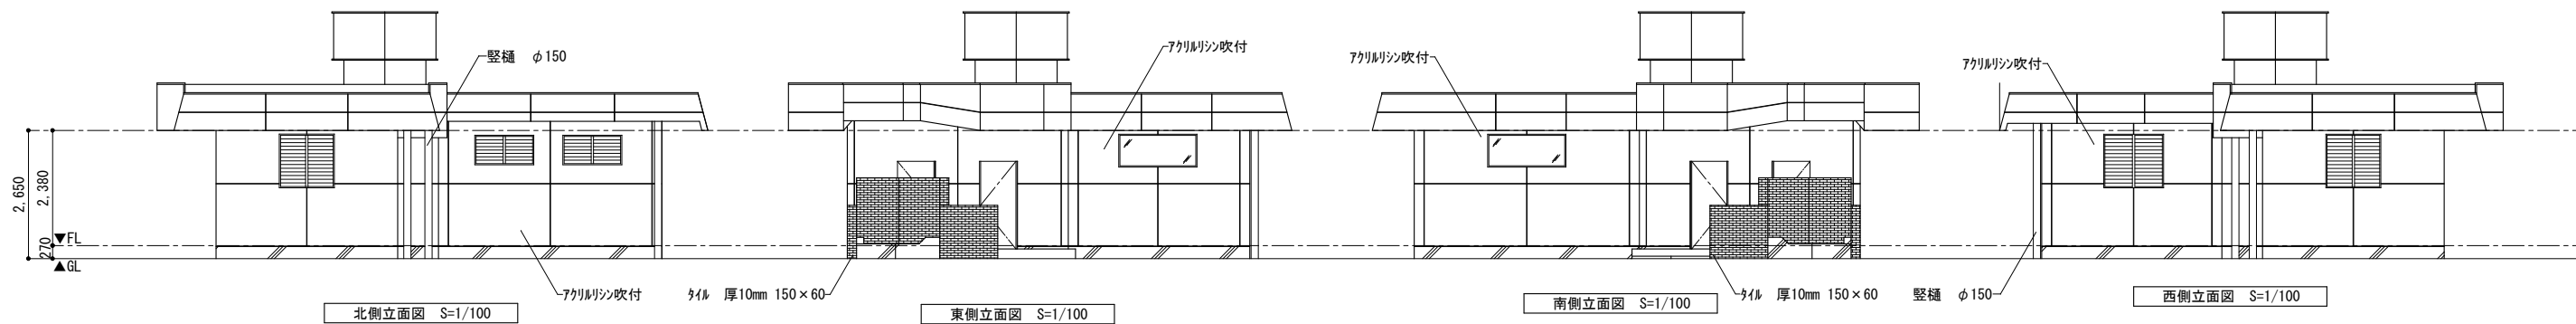 竪樋 φ150
ｱｸﾘﾙﾘｼﾝ吹付
ｱｸﾘﾙﾘｼﾝ吹付
ｱｸﾘﾙﾘｼﾝ吹付
2,650
2,380
270
▼FL
▲GL
ｱｸﾘﾙﾘｼﾝ吹付
ﾀｲﾙ 厚10mm 150×60
ﾀｲﾙ 厚10mm 150×60
竪樋 φ150
北側立面図 S=1/100
東側立面図 S=1/100
南側立面図 S=1/100
西側立面図 S=1/100